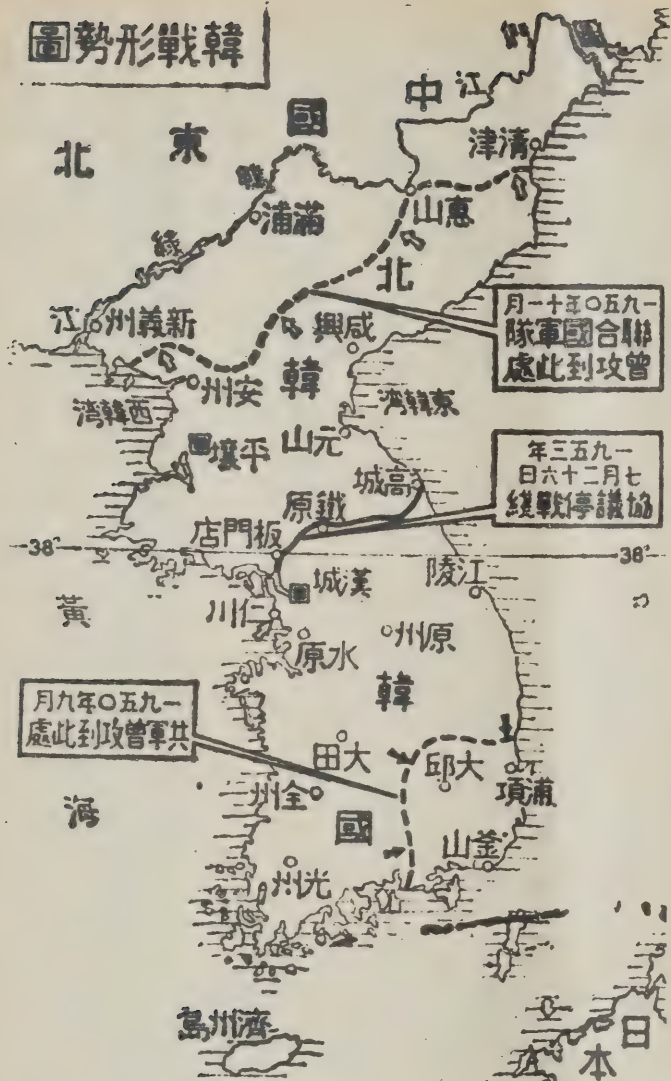 韓戰形勢圖
圖們江
中國東北
清津
惠山
鴨綠江
滿浦
北韓
新義州
安州
咸興
一九五〇年十一月
聯合國軍隊
曾攻到此處
西韓湾
東韓湾
元山
平壤
高城
一九五三年
七月二十六日
協議停戰綫
鐵原
板門店
38°
38°
漢城
江陵
仁川
水原
原州
黃海
韓國
一九五〇年九月
共軍曾攻到此處
大田
大邱
浦項
全州
釜山
光州
濟州島
日本